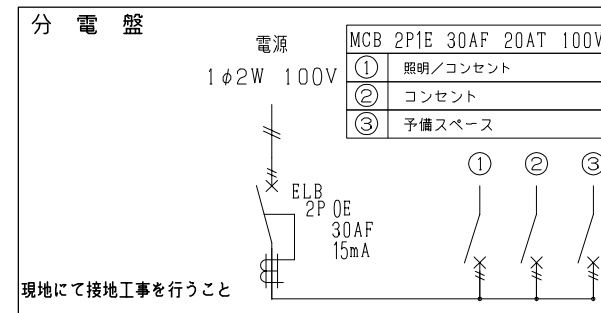 分電盤
電源
1φ2W 100V
MCB 2P1E 30AF 20AT 100V
① 照明/コンセント
② コンセント
③ 予備スペース
① ② ③
ELB
2P 0E
30AF
15mA
現地にて接地工事を行うこと